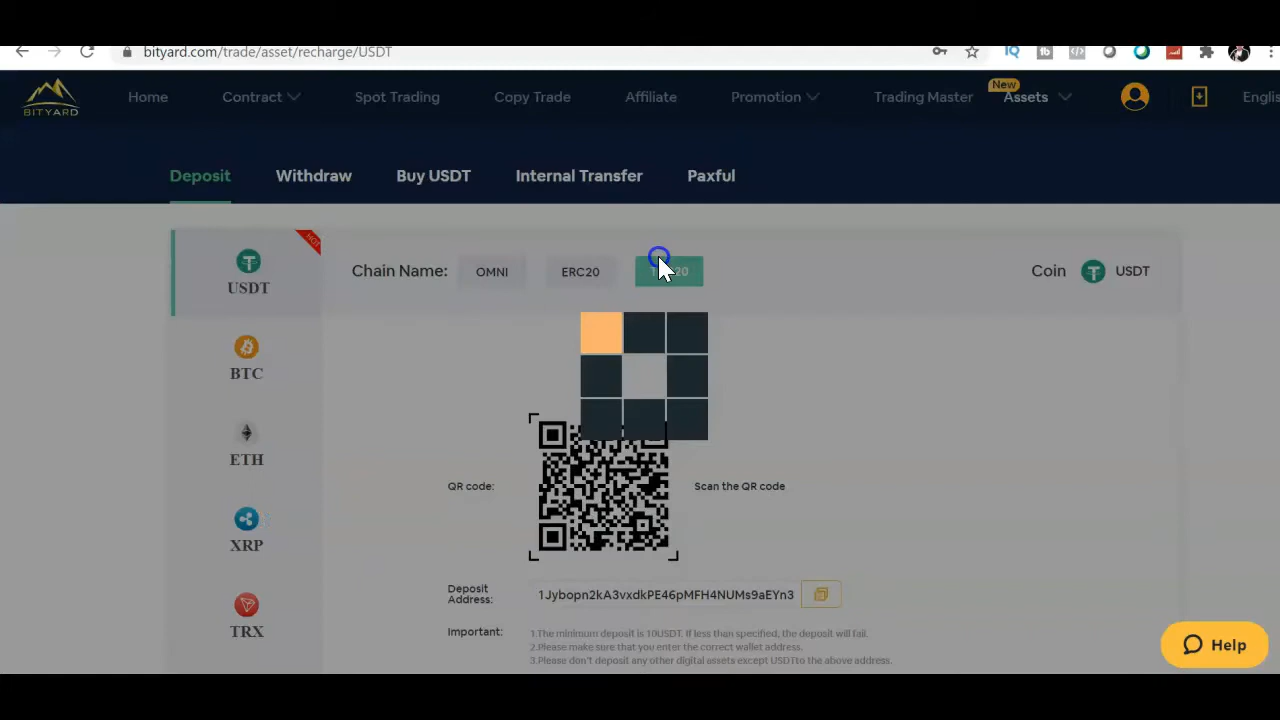 bityard.com/trade/asset/recharge/USDT
BITYARD
Home Contract Spot Trading Copy Trade Affiliate Promotion Trading Master New Assets Englis
Deposit Withdraw Buy USDT Internal Transfer Paxful
HOT
USDT
Chain Name: OMNI ERC20
Coin USDT
BTC
ETH
XRP
TRX
QR code: Scan the QR code
Deposit
Address: 1Jybopn2kA3vxdkPE46pMFH4NUMs9aEYn3
Important: 1.The minimum deposit is 10USDT. If less than specified, the deposit will fail.
2.Please make sure that you enter the correct wallet address.
3.Please don't deposit any other digital assets except USDTto the above address.
Help